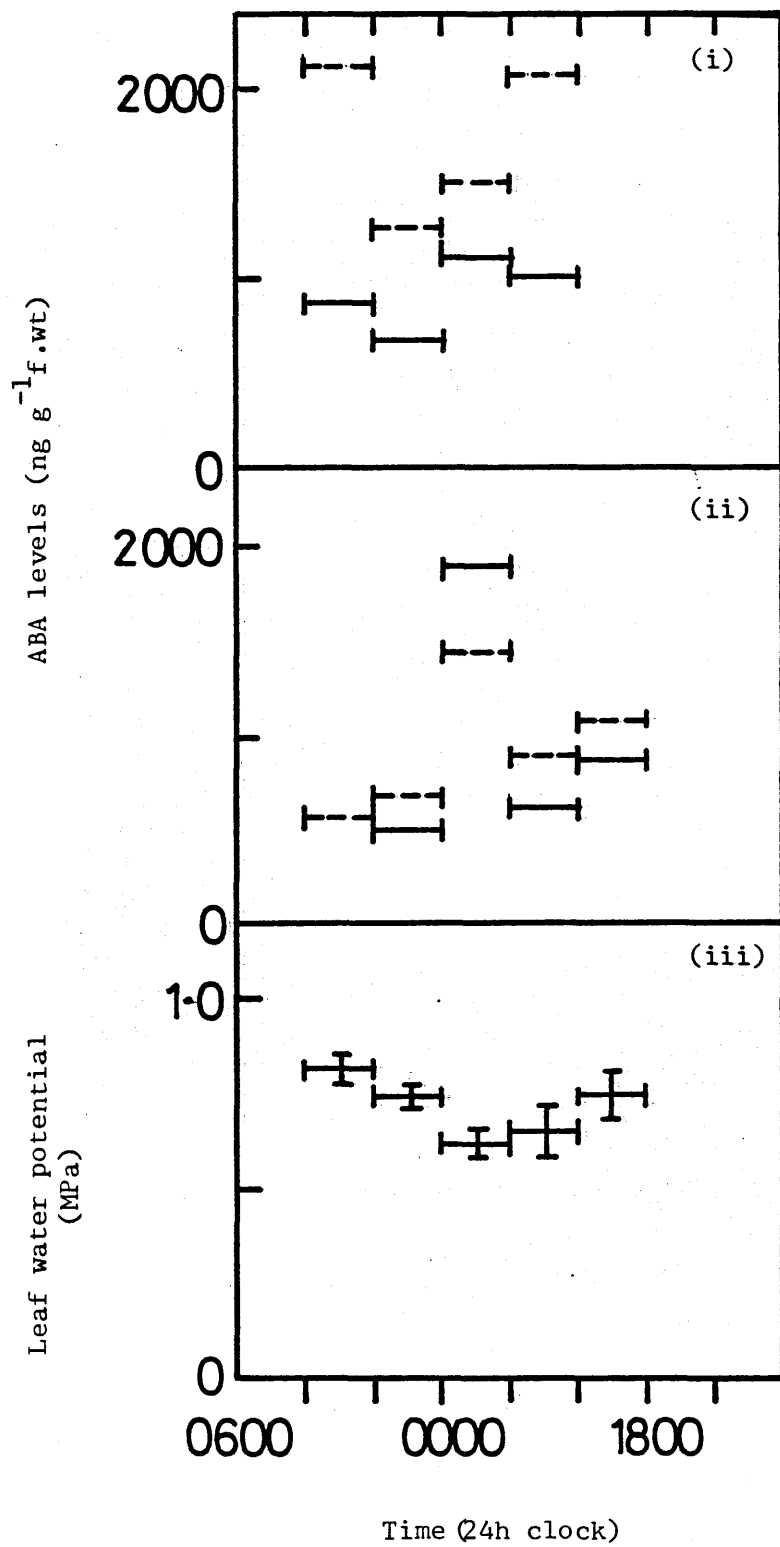 (i)
2000
0
ABA levels (ng g⁻¹f.wt)
(ii)
2000
0
(iii)
1·0
Leaf water potential
(MPa)
0
0600 0000 1800
Time (24h clock)